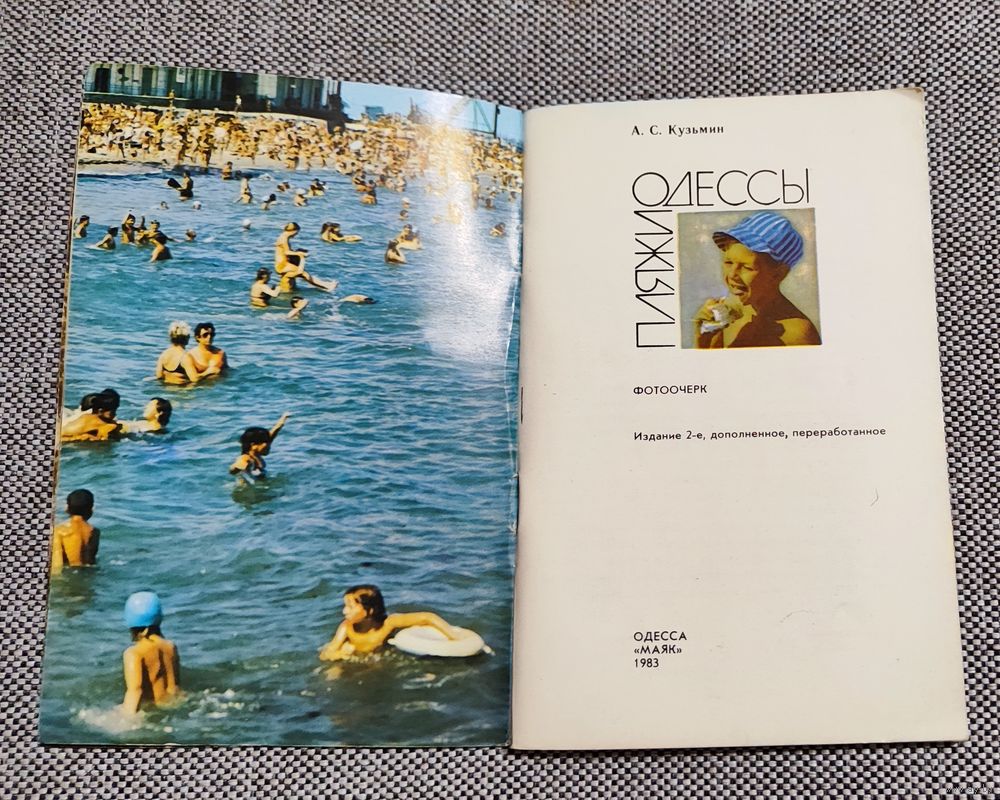 А. С. Кузьмин
ПЛЯЖИ
ОДЕССЫ
ФОТООЧЕРК
Издание 2-е, дополненное, переработанное
ОДЕССА
«МАЯК»
1983